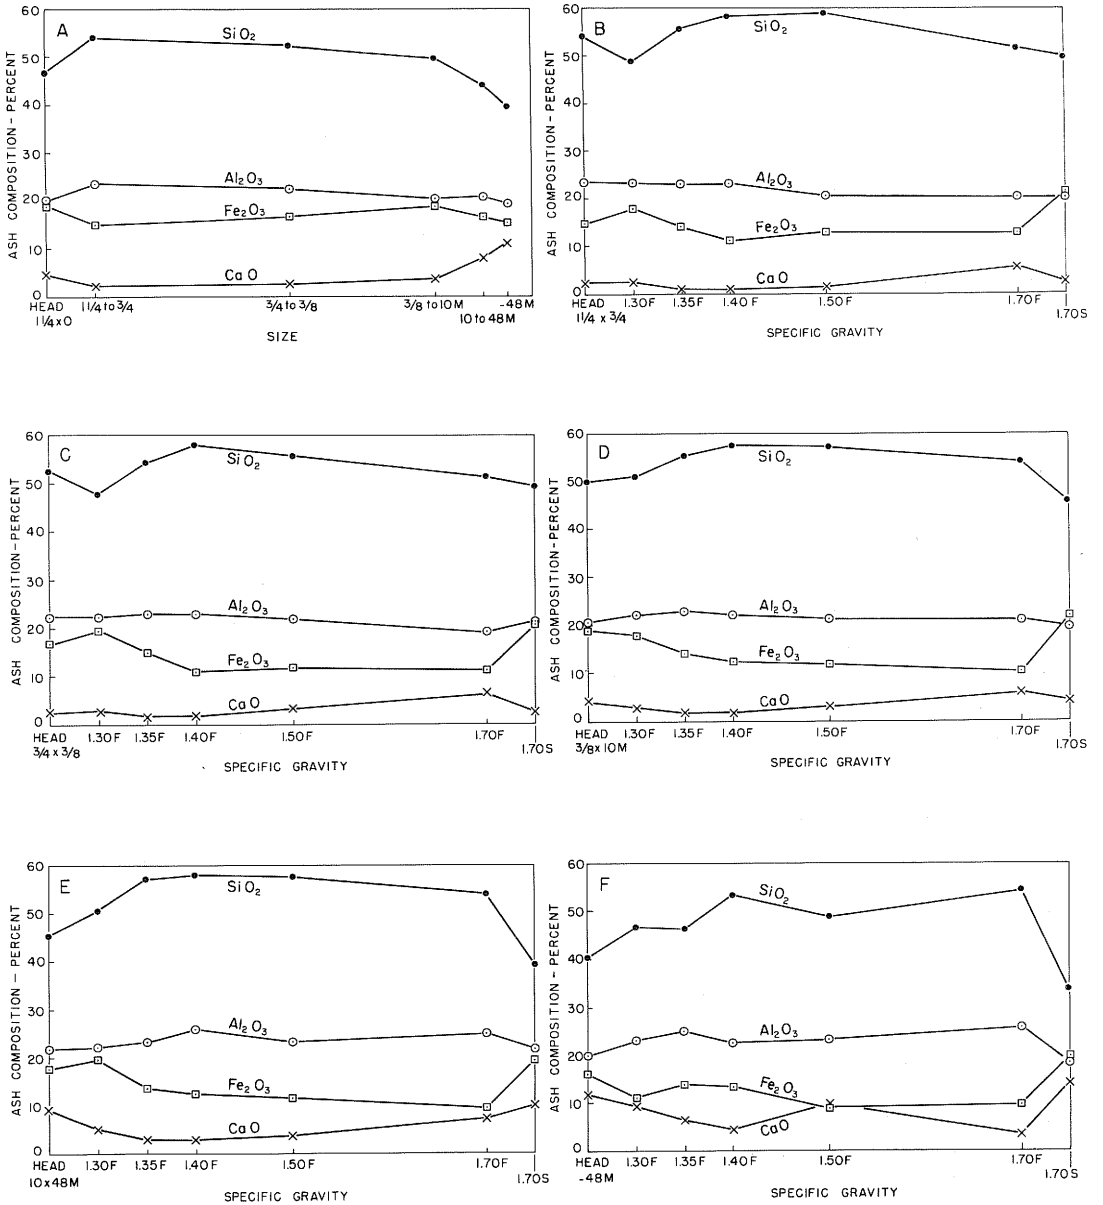 A
60
50
40
30
20
10
0
ASH COMPOSITION - PERCENT
SiO2
Al2O3
Fe2O3
CaO
HEAD 1 1/4 to 3/4 3/4 to 3/8 3/8 to 10M -48M
1 1/4 x 0 10 to 48M
SIZE
B
60
50
40
30
20
10
0
ASH COMPOSITION - PERCENT
SiO2
Al2O3
Fe2O3
CaO
HEAD 1.30F 1.35F 1.40F 1.50F 1.70F
1 1/4 x 3/4 1.70S
SPECIFIC GRAVITY
C
60
50
40
30
20
10
0
ASH COMPOSITION - PERCENT
SiO2
Al2O3
Fe2O3
CaO
HEAD 1.30F 1.35F 1.40F 1.50F 1.70F
3/4 x 3/8 1.70S
SPECIFIC GRAVITY
D
60
50
40
30
20
10
0
ASH COMPOSITION - PERCENT
SiO2
Al2O3
Fe2O3
CaO
HEAD 1.30F 1.35F 1.40F 1.50F 1.70F
3/8 x 10M 1.70S
SPECIFIC GRAVITY
E
60
50
40
30
20
10
0
ASH COMPOSITION - PERCENT
SiO2
Al2O3
Fe2O3
CaO
HEAD 1.30F 1.35F 1.40F 1.50F 1.70F
10 x 48M 1.70S
SPECIFIC GRAVITY
F
60
50
40
30
20
10
0
ASH COMPOSITION - PERCENT
SiO2
Al2O3
Fe2O3
CaO
HEAD 1.30F 1.35F 1.40F 1.50F 1.70F
-48M 1.70S
SPECIFIC GRAVITY